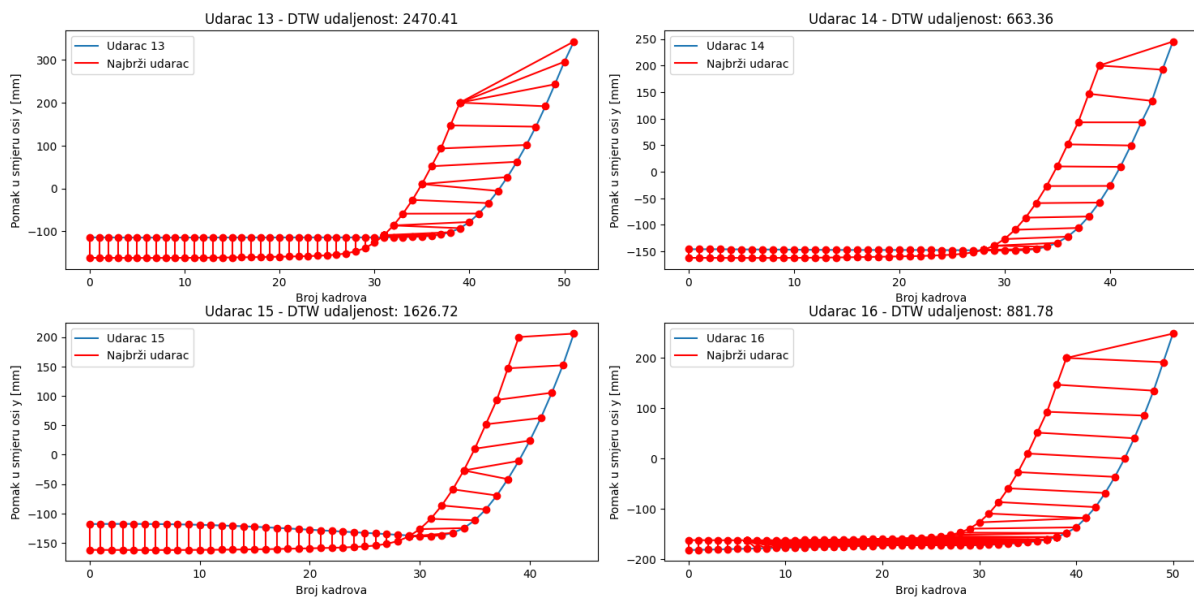 Udarac 13 - DTW udaljenost: 2470.41
Udarac 13
Najbrži udarac
Pomak u smjeru osi y [mm]
300
200
100
0
−100
0 10 20 30 40 50
Broj kadrova
Udarac 14 - DTW udaljenost: 663.36
Udarac 14
Najbrži udarac
Pomak u smjeru osi y [mm]
250
200
150
100
50
0
−50
−100
−150
0 10 20 30 40
Broj kadrova
Udarac 15 - DTW udaljenost: 1626.72
Udarac 15
Najbrži udarac
Pomak u smjeru osi y [mm]
200
150
100
50
0
−50
−100
−150
0 10 20 30 40
Broj kadrova
Udarac 16 - DTW udaljenost: 881.78
Udarac 16
Najbrži udarac
Pomak u smjeru osi y [mm]
200
100
0
−100
−200
0 10 20 30 40 50
Broj kadrova